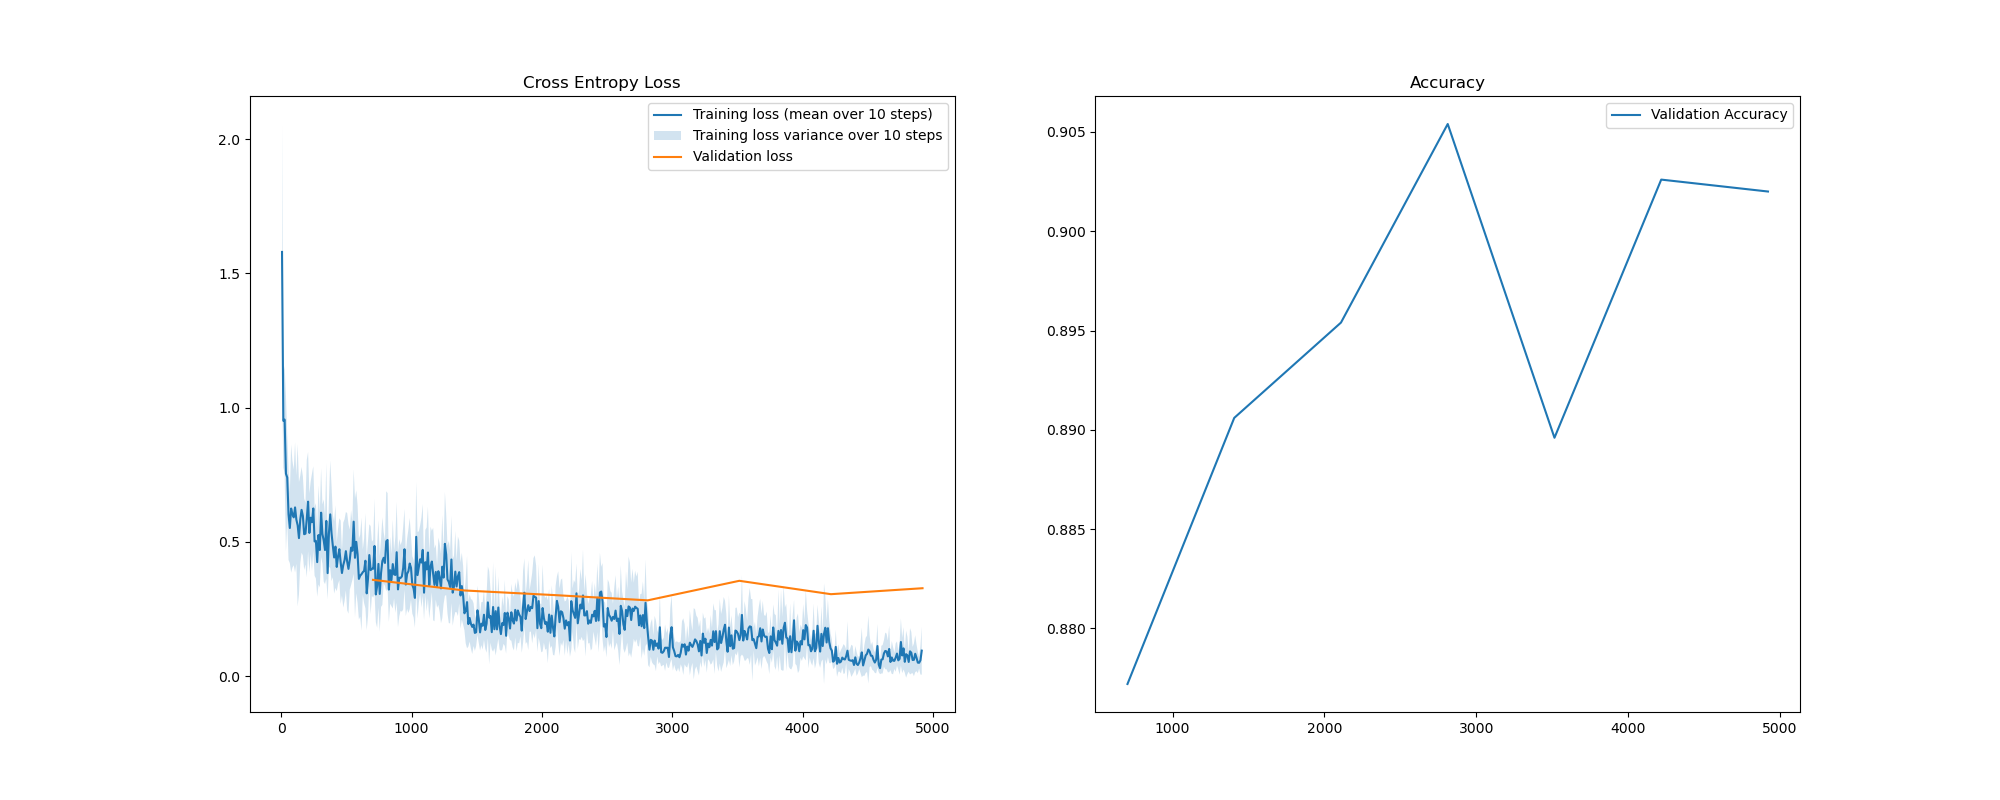 Cross Entropy Loss
Training loss (mean over 10 steps)
Training loss variance over 10 steps
Validation loss
2.0
1.5
1.0
0.5
0.0
0 1000 2000 3000 4000 5000
Accuracy
Validation Accuracy
0.905
0.900
0.895
0.890
0.885
0.880
1000 2000 3000 4000 5000